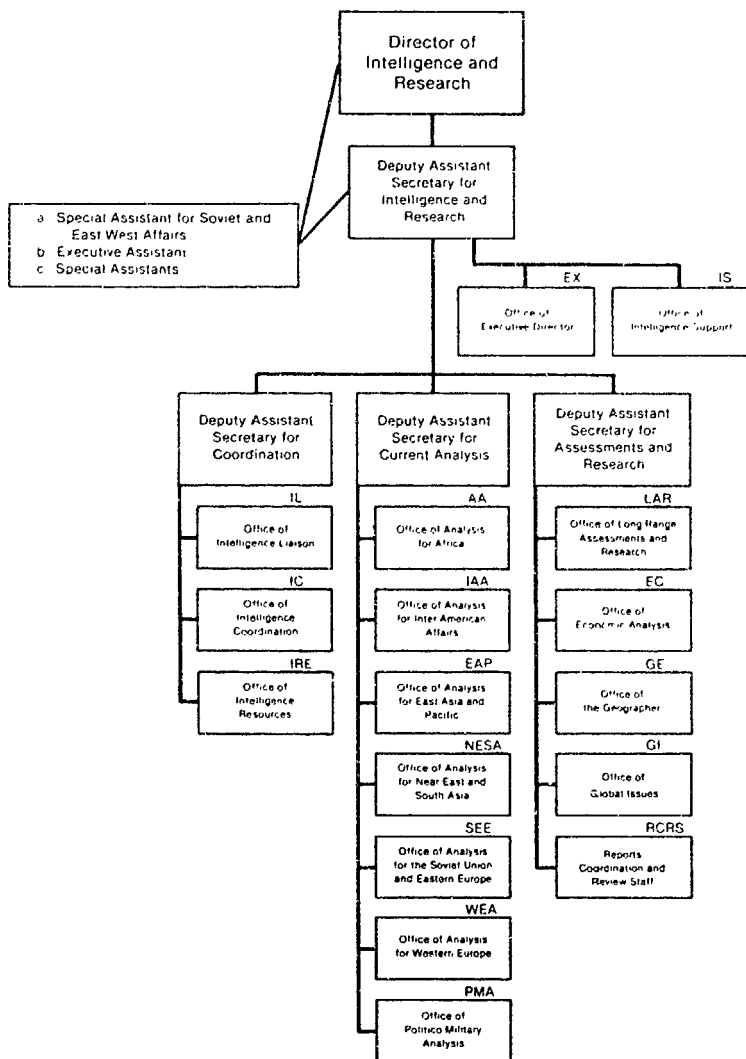 Director of
Intelligence and
Research
Deputy Assistant
Secretary for
Intelligence and
Research
a Special Assistant for Soviet and
East West Affairs
b Executive Assistant
c Special Assistants
EX
Office of
Executive Director
IS
Office of
Intelligence Support
Deputy Assistant
Secretary for
Coordination
IL
Office of
Intelligence Liaison
IC
Office of
Intelligence
Coordination
IRE
Office of
Intelligence
Resources
Deputy Assistant
Secretary for
Current Analysis
AA
Office of Analysis
for Africa
IAA
Office of Analysis
for Inter American
Affairs
EAP
Office of Analysis
for East Asia and
Pacific
NESA
Office of Analysis
for Near East and
South Asia
SEE
Office of Analysis
for the Soviet Union
and Eastern Europe
WEA
Office of Analysis
for Western Europe
PMA
Office of
Politico Military
Analysis
Deputy Assistant
Secretary for
Assessments and
Research
LAR
Office of Long Range
Assessments and
Research
EC
Office of
Economic Analysis
GE
Office of
the Geographer
GI
Office of
Global Issues
RCRS
Reports
Coordination and
Review Staff